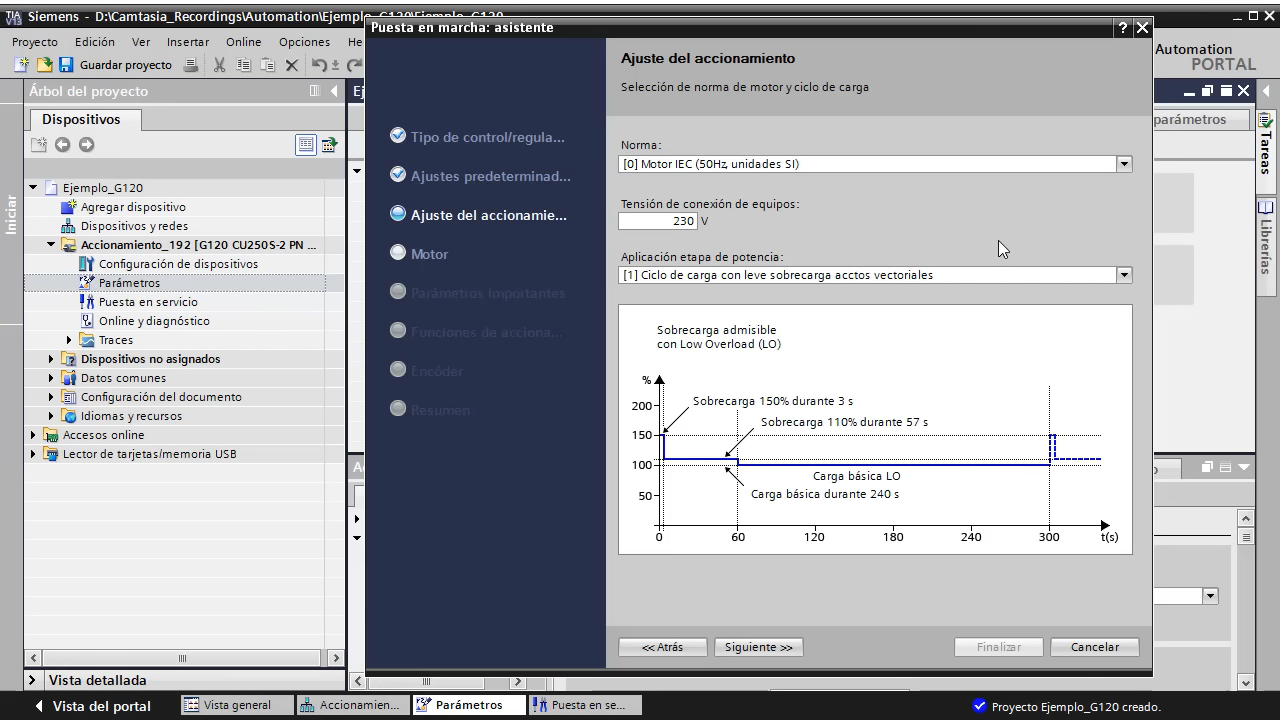 TIA V13 Siemens - D:\Camtasia_Recordings\Automation\Ejemplo_G120\Ejemplo_G120
Proyecto Edición Ver Insertar Online Opciones He
Guardar proyecto
Automation
PORTAL
Árbol del proyecto
Dispositivos
Iniciar
Ejemplo_G120
Agregar dispositivo
Dispositivos y redes
Accionamiento_192 [G120 CU250S-2 PN ...
Configuración de dispositivos
Parámetros
Puesta en servicio
Online y diagnóstico
Traces
Dispositivos no asignados
Datos comunes
Configuración del documento
Idiomas y recursos
Accesos online
Lector de tarjetas/memoria USB
Vista detallada
Ej
Puesta en marcha: asistente
Tipo de control/regula...
Ajustes predeterminad...
Ajuste del accionamie...
Motor
Parámetros importantes
Funciones de acciona...
Encóder
Resumen
Ajuste del accionamiento
Selección de norma de motor y ciclo de carga
Norma:
[0] Motor IEC (50Hz, unidades SI)
Tensión de conexión de equipos:
230 V
Aplicación etapa de potencia:
[1] Ciclo de carga con leve sobrecarga acctos vectoriales
Sobrecarga admisible
con Low Overload (LO)
%
200
150
100
50
Sobrecarga 150% durante 3 s
Sobrecarga 110% durante 57 s
Carga básica LO
Carga básica durante 240 s
0 60 120 180 240 300 t(s)
<< Atrás Siguiente >> Finalizar Cancelar
parámetros
Tareas
Librerías
Vista del portal
Vista general
Accionamien...
Parámetros
Puesta en se...
Proyecto Ejemplo_G120 creado.